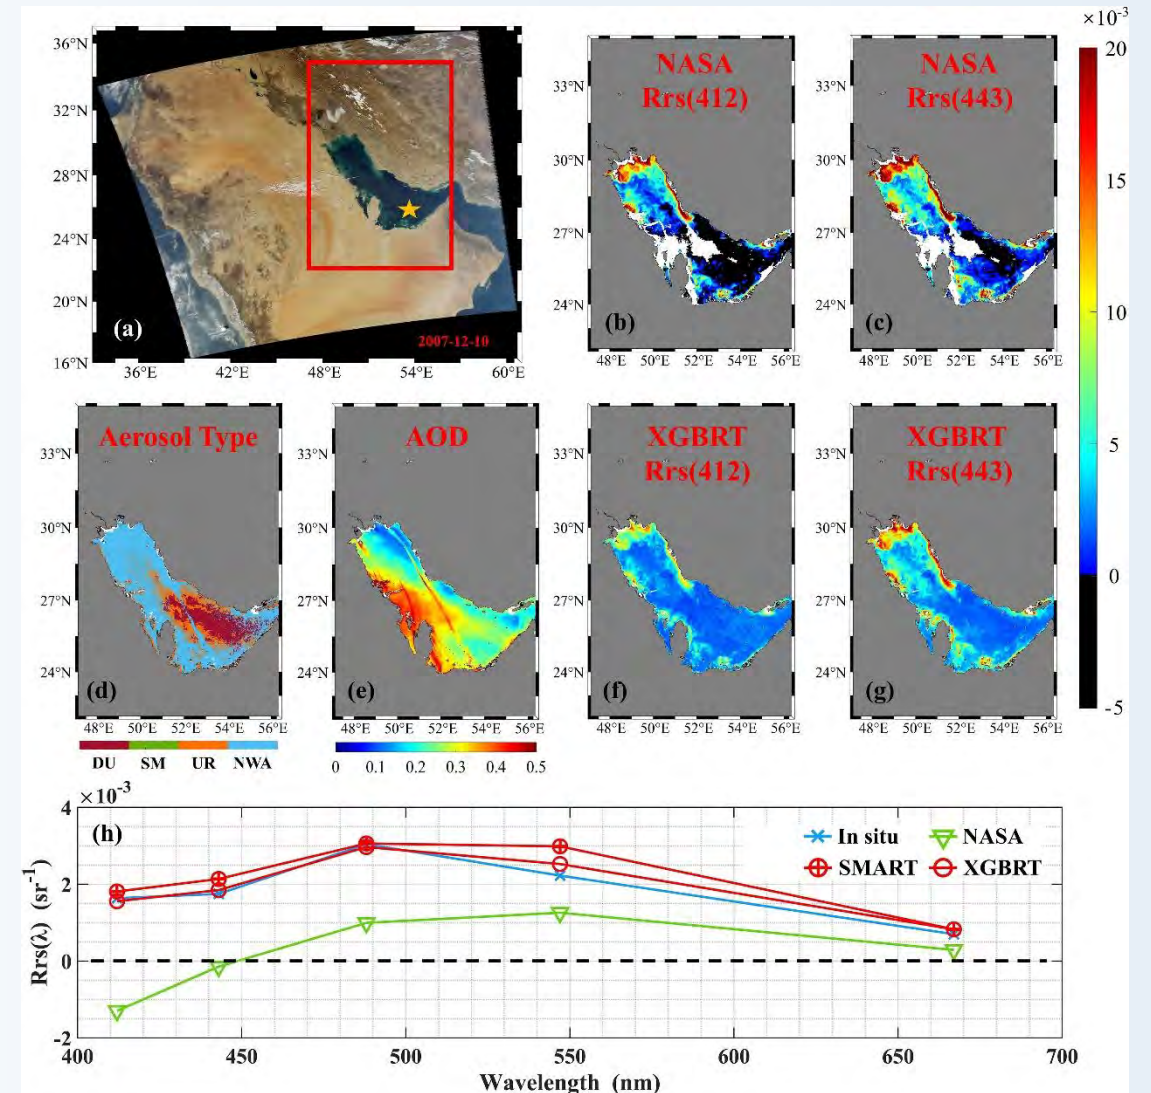 36°N
32°N
28°N
24°N
20°N
16°N
(a)
2007-12-10
36°E 42°E 48°E 54°E 60°E
NASA
Rrs(412)
33°N
30°N
27°N
24°N
(b)
48°E 50°E 52°E 54°E 56°E
NASA
Rrs(443)
33°N
30°N
27°N
24°N
(c)
48°E 50°E 52°E 54°E 56°E
×10-3
20
15
10
5
0
-5
Aerosol Type
33°N
30°N
27°N
24°N
(d)
48°E 50°E 52°E 54°E 56°E
DU SM UR NWA
AOD
33°N
30°N
27°N
24°N
(e)
48°E 50°E 52°E 54°E 56°E
0 0.1 0.2 0.3 0.4 0.5
XGBRT
Rrs(412)
33°N
30°N
27°N
24°N
(f)
48°E 50°E 52°E 54°E 56°E
XGBRT
Rrs(443)
33°N
30°N
27°N
24°N
(g)
48°E 50°E 52°E 54°E 56°E
×10-3
(h)
In situ NASA
SMART XGBRT
4
2
0
-2
Rrs(λ) (sr-1)
400 450 500 550 600 650 700
Wavelength (nm)